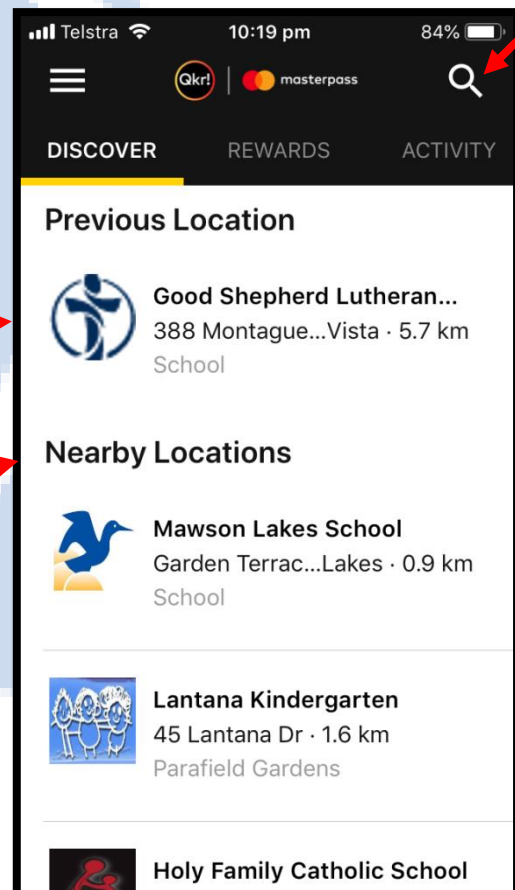 Telstra 10:19 pm 84%
Qkr! masterpass
DISCOVER REWARDS ACTIVITY
Previous Location
Good Shepherd Lutheran...
388 Montague...Vista · 5.7 km
School
Nearby Locations
Mawson Lakes School
Garden Terrac...Lakes · 0.9 km
School
Lantana Kindergarten
45 Lantana Dr · 1.6 km
Parafield Gardens
Holy Family Catholic School